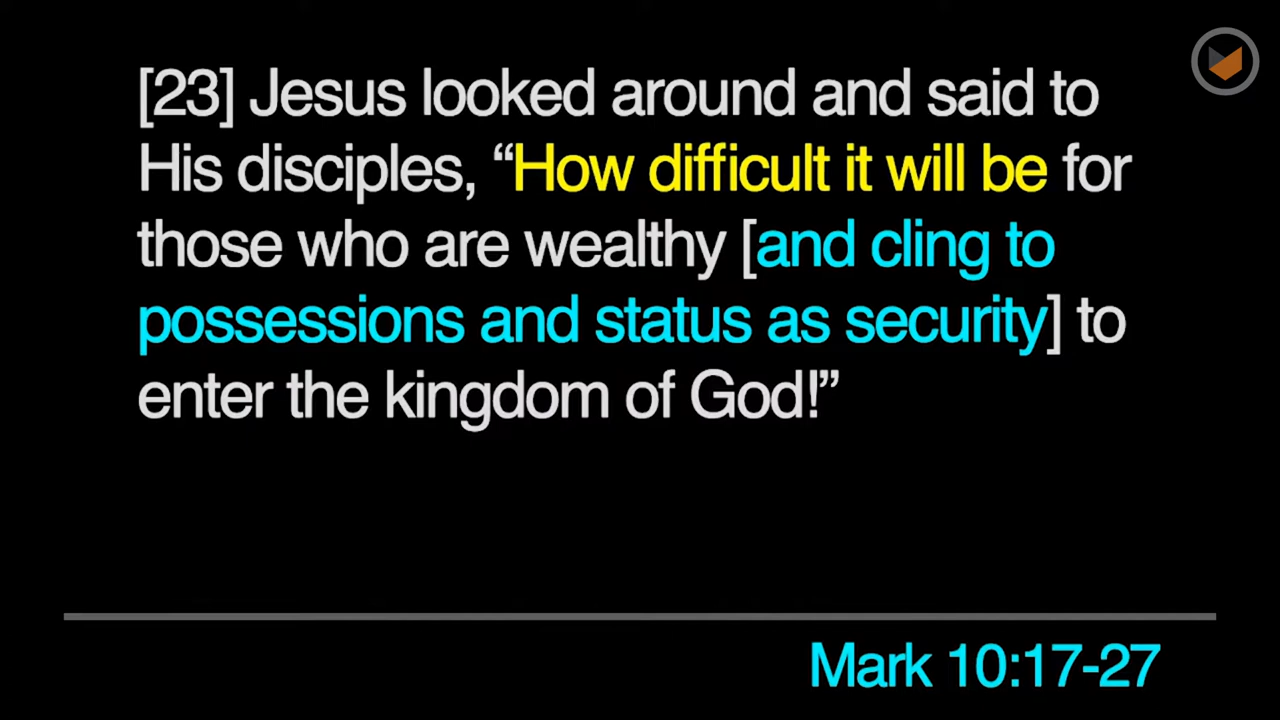 [23] Jesus looked around and said to
His disciples, “How difficult it will be for
those who are wealthy [and cling to
possessions and status as security] to
enter the kingdom of God!”
Mark 10:17-27